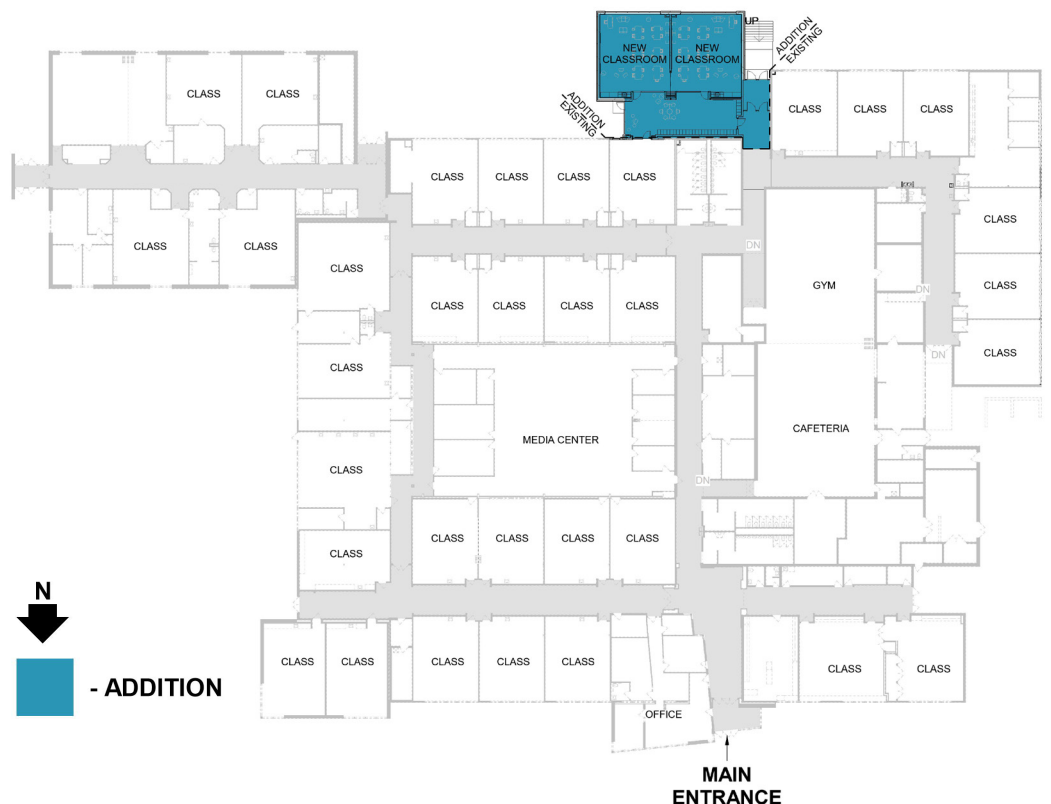 UP
NEW
CLASSROOM
NEW
CLASSROOM
ADDITION
EXISTING
ADDITION
EXISTING
CLASS
CLASS
CLASS
CLASS
CLASS
CLASS
CLASS
CLASS
CLASS
CLASS
CLASS
CLASS
DN
CLASS
CLASS
GYM
CLASS
DN
CLASS
CLASS
CLASS
CLASS
DN
CLASS
CLASS
CAFETERIA
MEDIA CENTER
CLASS
DN
CLASS
CLASS
CLASS
CLASS
CLASS
N
CLASS
CLASS
CLASS
CLASS
CLASS
CLASS
CLASS
- ADDITION
OFFICE
MAIN
ENTRANCE